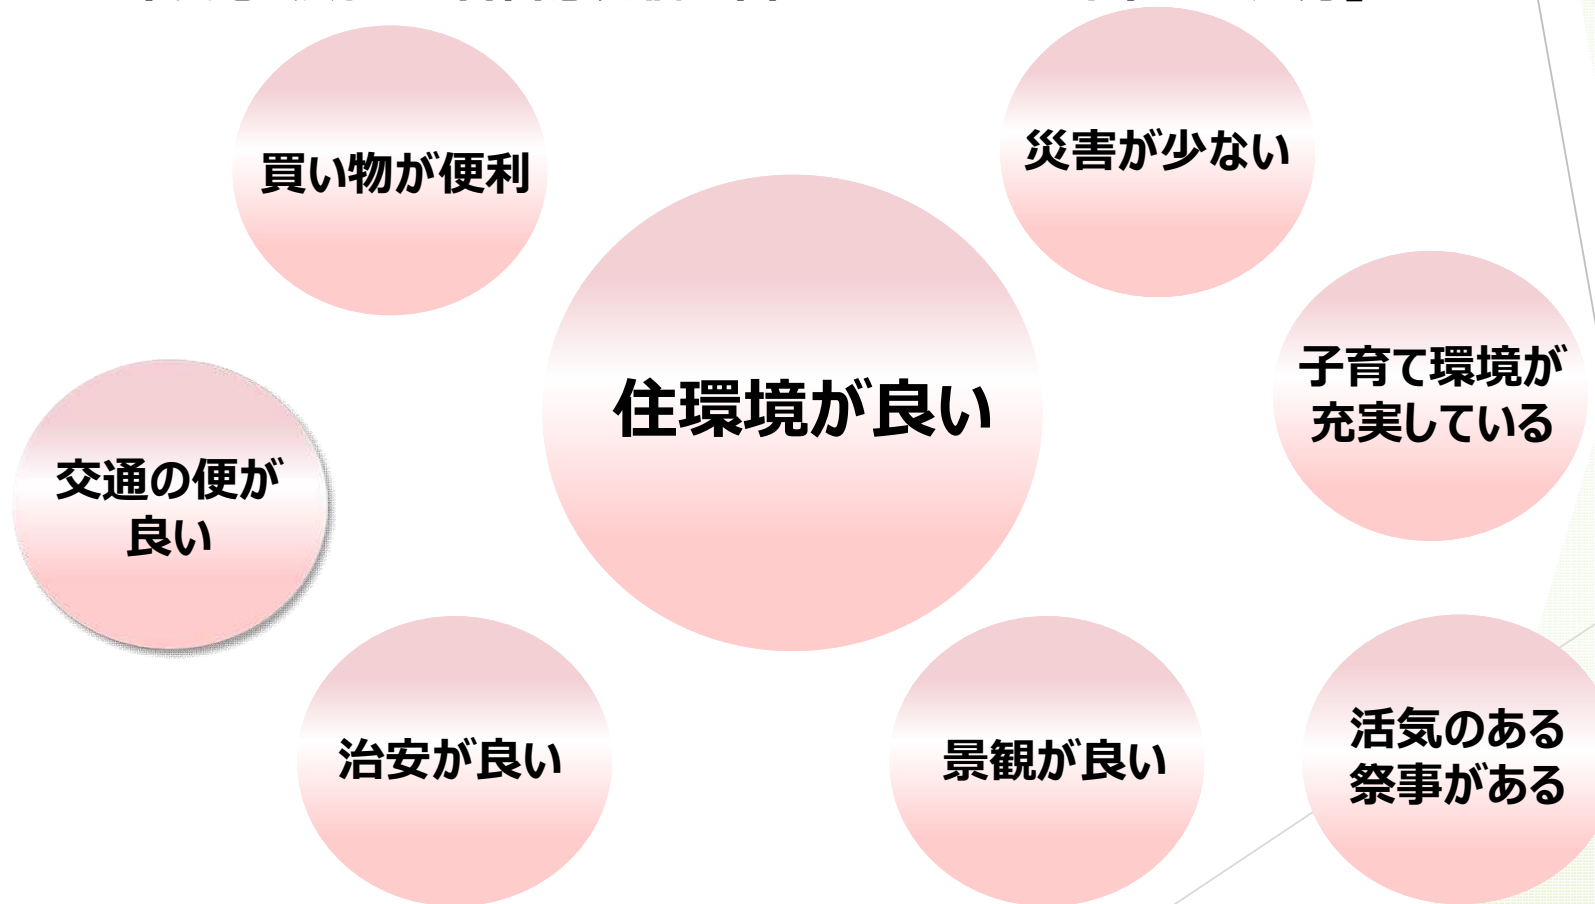 買い物が便利
災害が少ない
住環境が良い
子育て環境が
充実している
交通の便が
良い
治安が良い
景観が良い
活気のある
祭事がある